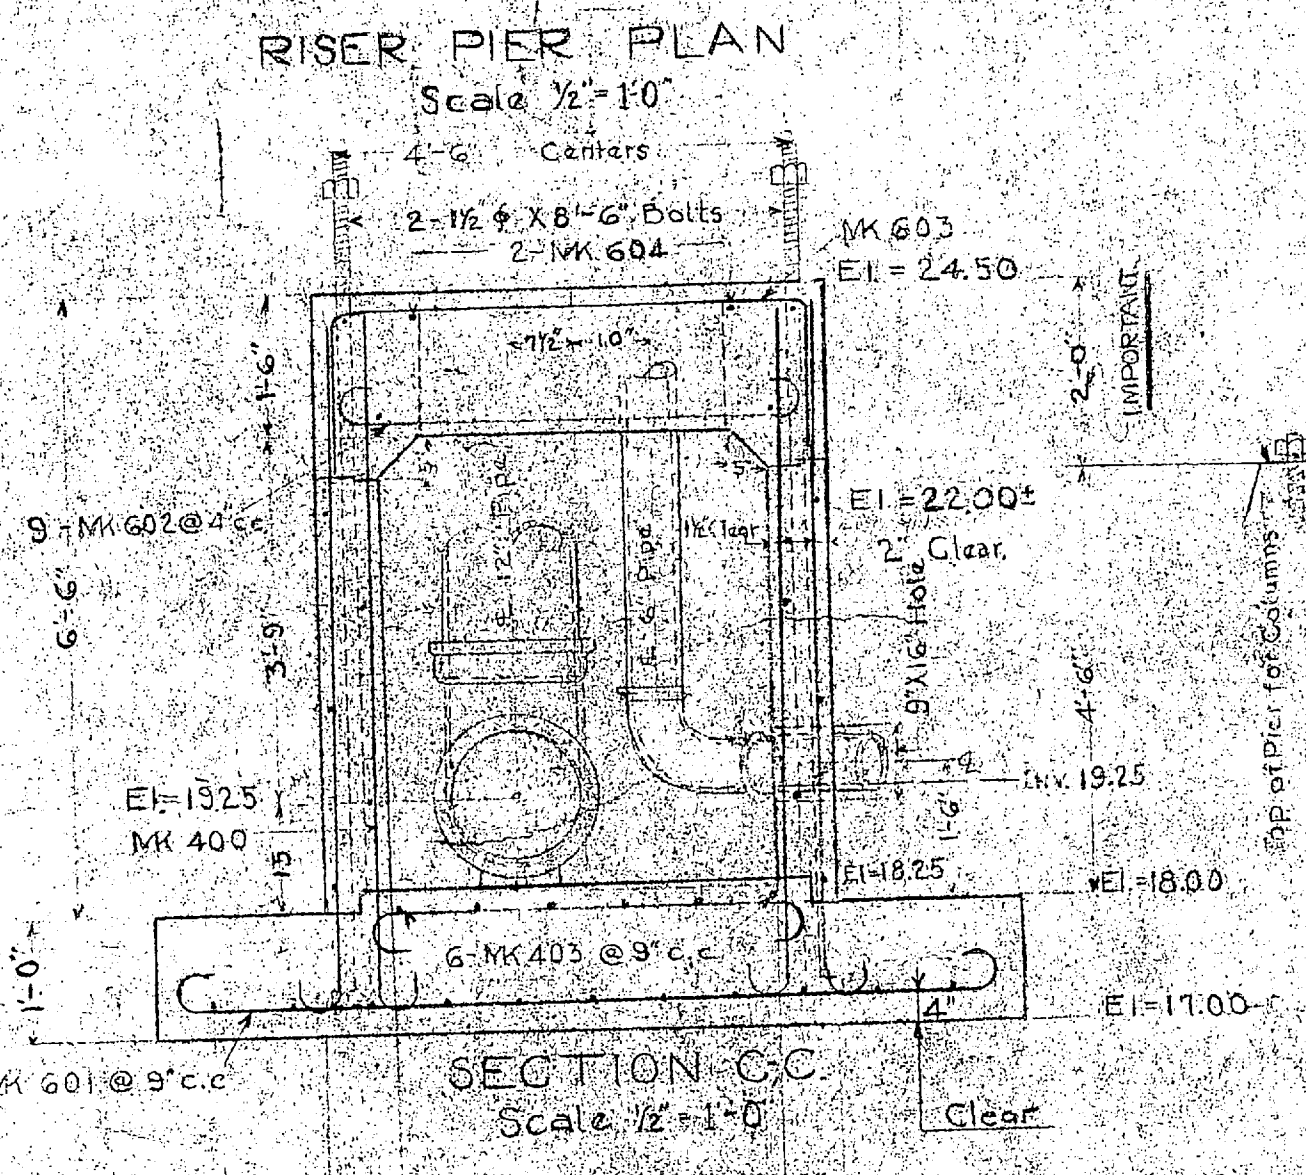 RISER PIER PLAN
Scale ½"=1'0"
4'-6" Centers
2-1½"φ X 8'-6" Bolts
2-MK 604
MK 603
El. = 24.50
7½" 1.0"
1'-6"
2'-0"
IMPORTANT
5
5
12" Pipe
6" Pipe
1½ Clear
El. = 22.00±
2" Clear.
9-MK 602@4"c.c
6'-6"
3'-9"
9"X16" Hole
4'-6"
Top of Pier for Columns
El.=19.25
MK 400
15
INV. 19.25
1'-6"
El=18.25
El.=18.00
6-MK 403 @ 9" c.c
1'-0"
4"
El=17.00
601 @ 9" c.c
SECTION C.C.
Scale ½"=1'-0"
Clear